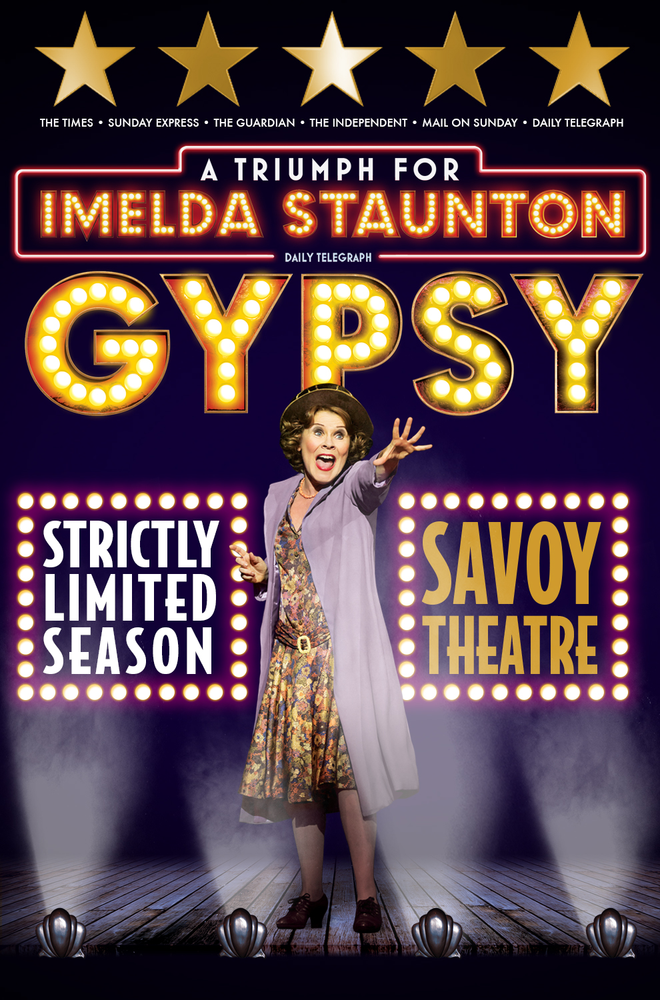 THE TIMES • SUNDAY EXPRESS • THE GUARDIAN • THE INDEPENDENT • MAIL ON SUNDAY • DAILY TELEGRAPH
A TRIUMPH FOR
IMELDA STAUNTON
DAILY TELEGRAPH
GYPSY
STRICTLY
LIMITED
SEASON
SAVOY
THEATRE